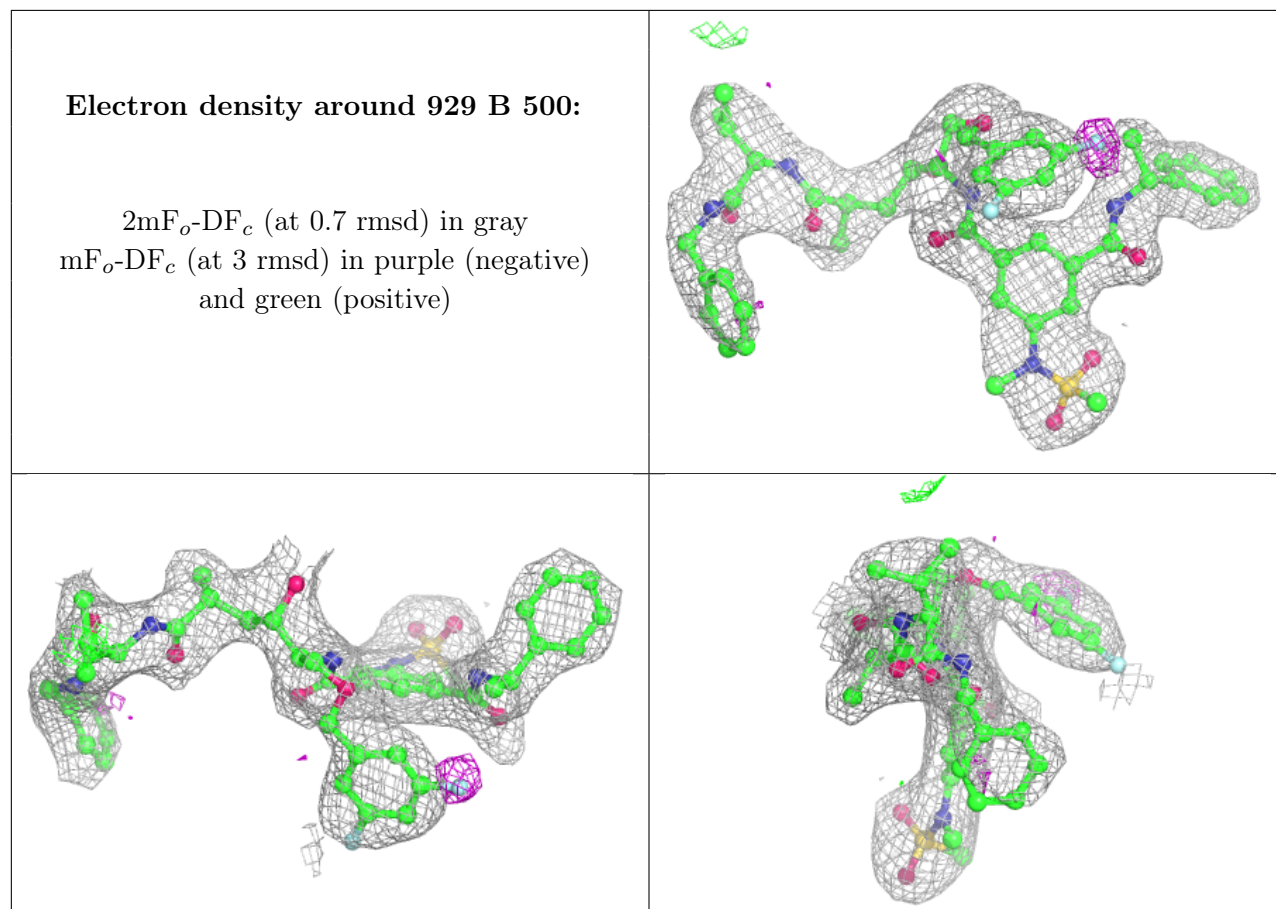 Electron density around 929 B 500:
2mFo-DFc (at 0.7 rmsd) in gray
mFo-DFc (at 3 rmsd) in purple (negative)
and green (positive)